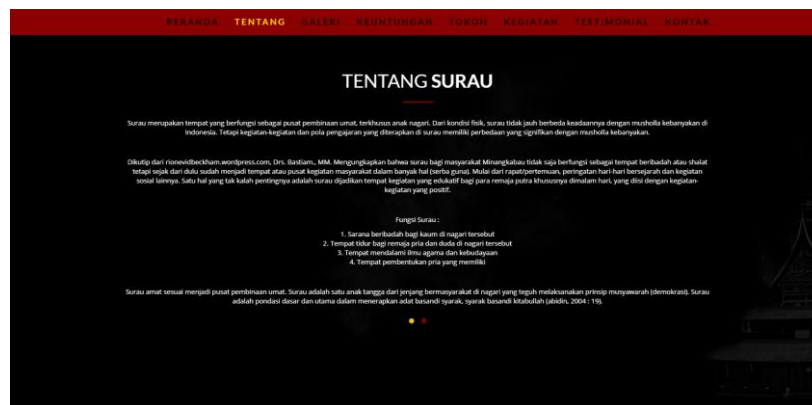 BERANDA TENTANG GALERI KEUNTUNGAN TOKOH KEGIATAN TESTIMONIAL KONTAK
TENTANG SURAU
Surau merupakan tempat yang berfungsi sebagai pusat pembinaan umat, terkhusus anak nagari. Dari kondisi fisik, surau tidak jauh berbeda keadaannya dengan musholla kebanyakan di
Indonesia. Tetapi kegiatan-kegiatan dan pola pengajaran yang diterapkan di surau memiliki perbedaan yang signifikan dengan musholla kebanyakan.
Dikutip dari rionevidbeckham.wordpress.com, Drs. Bastiam., MM. Mengungkapkan bahwa surau bagi masyarakat Minangkabau tidak saja berfungsi sebagai tempat beribadah atau shalat
tetapi sejak dari dulu sudah menjadi tempat atau pusat kegiatan masyarakat dalam banyak hal (serba guna). Mulai dari rapat/pertemuan, peringatan hari-hari bersejarah dan kegiatan
sosial lainnya. Satu hal yang tak kalah pentingnya adalah surau dijadikan tempat kegiatan yang edukatif bagi para remaja putra khususnya dimalam hari, yang diisi dengan kegiatan-
kegiatan yang positif.
Fungsi Surau :
1. Sarana beribadah bagi kaum di nagari tersebut
2. Tempat tidur bagi remaja pria dan duda di nagari tersebut
3. Tempat mendalami ilmu agama dan kebudayaan
4. Tempat pembentukan pria yang memiliki
Surau amat sesuai menjadi pusat pembinaan umat. Surau adalah satu anak tangga dari jenjang bermasyarakat di nagari yang teguh melaksanakan prinsip musyawarah (demokrasi). Surau
adalah pondasi dasar dan utama dalam menerapkan adat basandi syarak, syarak basandi kitabullah (abidin, 2004 : 19).